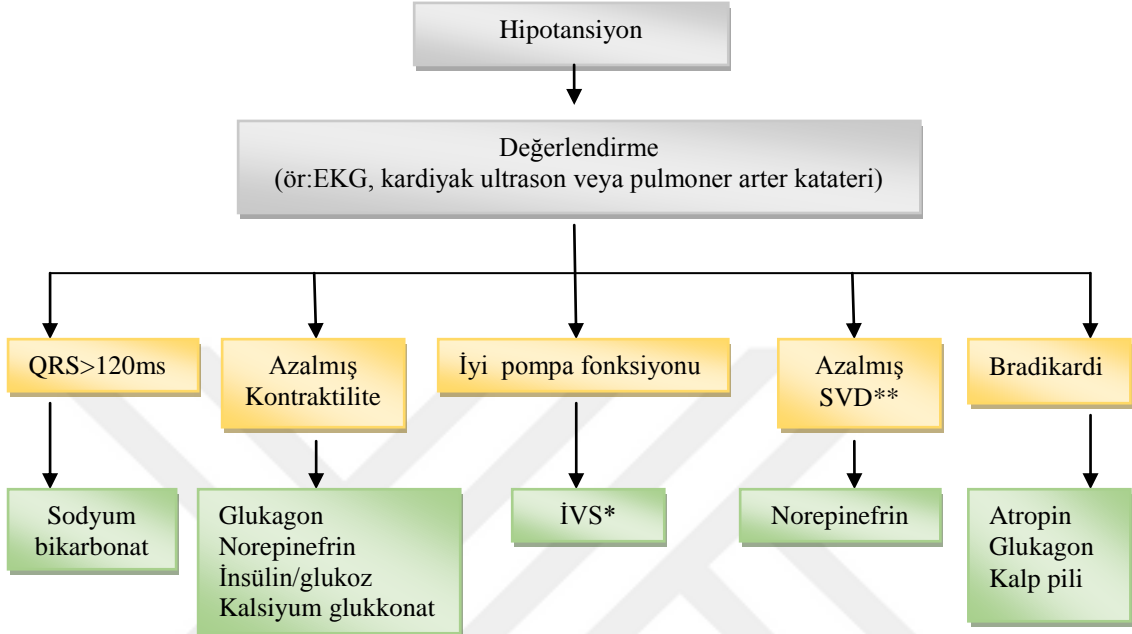 Hipotansiyon
Değerlendirme
(ör:EKG, kardiyak ultrason veya pulmoner arter katateri)
QRS>120ms
Azalmış
Kontraktilite
İyi pompa fonksiyonu
Azalmış
SVD**
Bradikardi
Sodyum
bikarbonat
Glukagon
Norepinefrin
İnsülin/glukoz
Kalsiyum glukkonat
İVS*
Norepinefrin
Atropin
Glukagon
Kalp pili